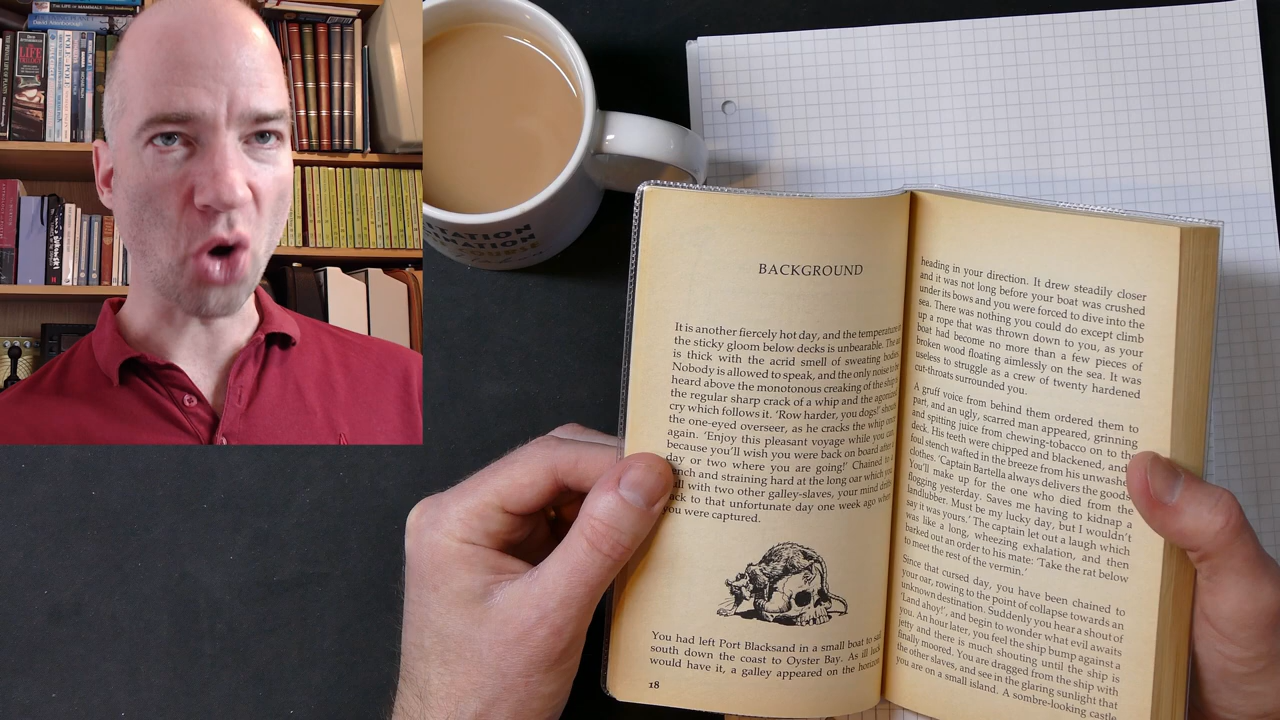 THE LIFE OF MAMMALS
David Attenborough
LIFE
TRILOGY
BACKGROUND
It is another fiercely hot day, and the temperature
the sticky gloom below decks is unbearable. The
is thick with the acrid smell of sweating
Nobody is allowed to speak, and the only noise to
heard above the monotonous creaking of the
the regular sharp crack of a whip and the
cry which follows it. 'Row harder, you dogs!'
the one-eyed overseer, as he cracks the whip once
again. 'Enjoy this pleasant voyage while you can,
because you'll wish you were back on board after
day or two where you are going!' Chained to
and straining hard at the long oar which you
with two other galley-slaves, your mind
to that unfortunate day one week ago when
you were captured.
You had left Port Blacksand in a small boat to sail
south down the coast to Oyster Bay. As ill luck
would have it, a galley appeared on the horizon
18
heading in your direction. It drew steadily closer
and it was not long before your boat was crushed
under its bows and you were forced to dive into the
sea. There was nothing you could do except climb
up a rope that was thrown down to you, as your
boat had become no more than a few pieces of
broken wood floating aimlessly on the sea. It was
useless to struggle as a crew of twenty hardened
cut-throats surrounded you.
A gruff voice from behind them ordered them to
part, and an ugly, scarred man appeared, grinning
and spitting juice from chewing-tobacco on to the
deck. His teeth were chipped and blackened, and
foul stench wafted in the breeze from his unwashed
clothes. 'Captain Bartella always delivers the goods
You'll make up for the one who died from the
flogging yesterday. Saves me having to kidnap a
landlubber. Must be my lucky day, but I wouldn't
say it was yours.' The captain let out a laugh which
was like a long, wheezing exhalation, and then
barked out an order to his mate: 'Take the rat below
to meet the rest of the vermin.'
Since that cursed day, you have been chained to
your oar, rowing to the point of collapse towards an
unknown destination. Suddenly you hear a shout of
'Land ahoy!', and begin to wonder what evil awaits
you. An hour later, you feel the ship bump against a
jetty and there is much shouting until the ship is
finally moored. You are dragged from the ship with
the other slaves, and see in the glaring sunlight that
you are on a small island. A sombre-looking castle